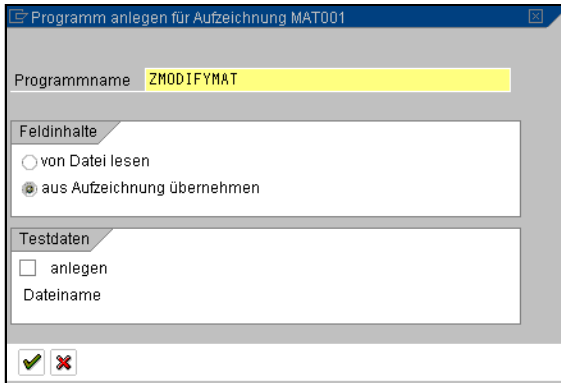 Programm anlegen für Aufzeichnung MAT001
Programmname ZMODIFYMAT
Feldinhalte
von Datei lesen
aus Aufzeichnung übernehmen
Testdaten
anlegen
Dateiname